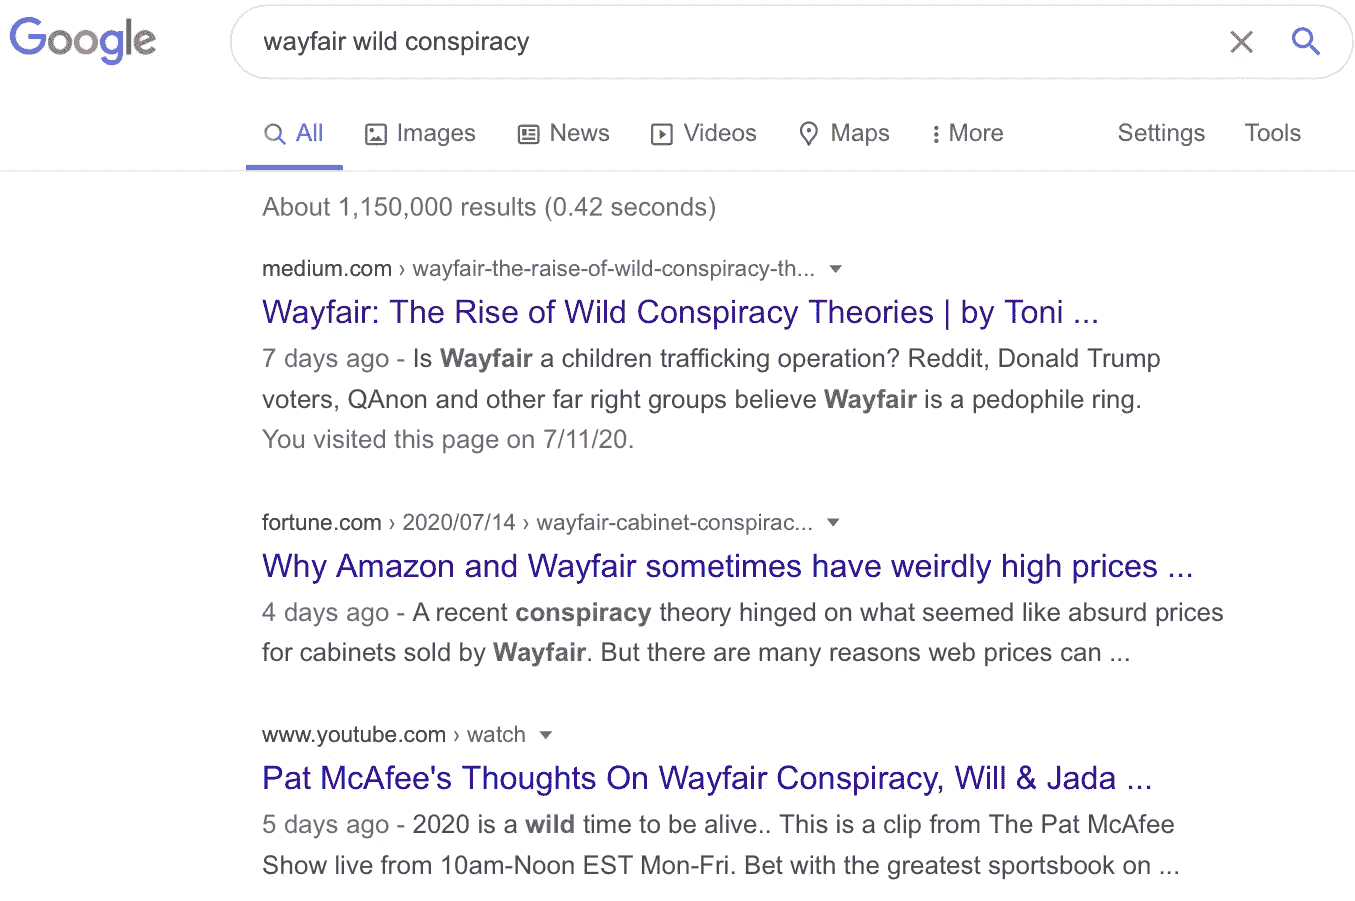 Google
wayfair wild conspiracy
All Images News Videos Maps More Settings Tools
About 1,150,000 results (0.42 seconds)
medium.com › wayfair-the-raise-of-wild-conspiracy-th...
Wayfair: The Rise of Wild Conspiracy Theories | by Toni ...
7 days ago - Is Wayfair a children trafficking operation? Reddit, Donald Trump
voters, QAnon and other far right groups believe Wayfair is a pedophile ring.
You visited this page on 7/11/20.
fortune.com › 2020/07/14 › wayfair-cabinet-conspirac...
Why Amazon and Wayfair sometimes have weirdly high prices ...
4 days ago - A recent conspiracy theory hinged on what seemed like absurd prices
for cabinets sold by Wayfair. But there are many reasons web prices can ...
www.youtube.com › watch
Pat McAfee's Thoughts On Wayfair Conspiracy, Will & Jada ...
5 days ago - 2020 is a wild time to be alive.. This is a clip from The Pat McAfee
Show live from 10am-Noon EST Mon-Fri. Bet with the greatest sportsbook on ...